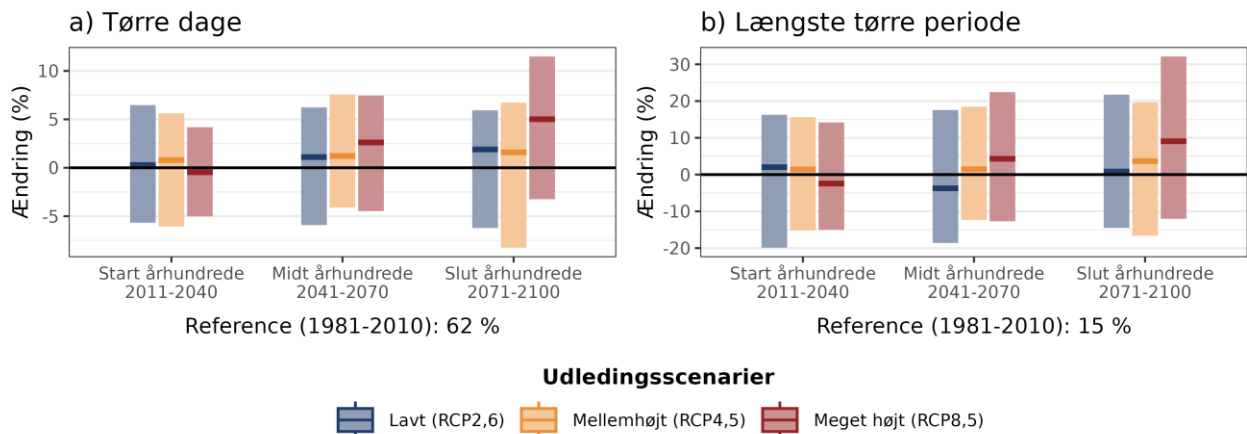 a) Tørre dage
Ændring (%)
10
5
0
-5
Start århundrede
2011-2040
Midt århundrede
2041-2070
Slut århundrede
2071-2100
Reference (1981-2010): 62 %
b) Længste tørre periode
Ændring (%)
30
20
10
0
-10
-20
Start århundrede
2011-2040
Midt århundrede
2041-2070
Slut århundrede
2071-2100
Reference (1981-2010): 15 %
Udledingsscenarier
Lavt (RCP2,6)
Mellemhøjt (RCP4,5)
Meget højt (RCP8,5)